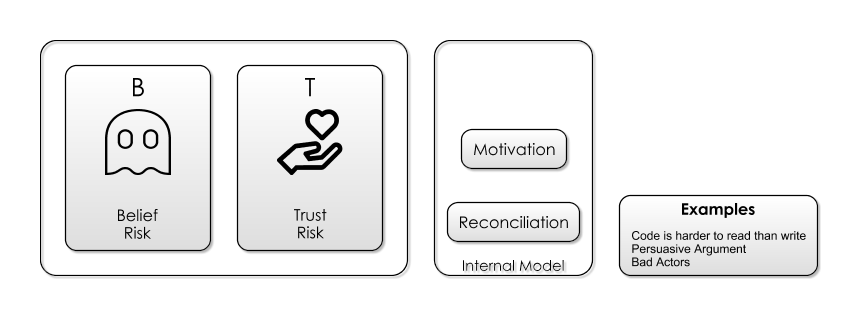 B
Belief
Risk
T
Trust
Risk
Motivation
Reconciliation
Internal Model
Examples
Code is harder to read than write
Persuasive Argument
Bad Actors